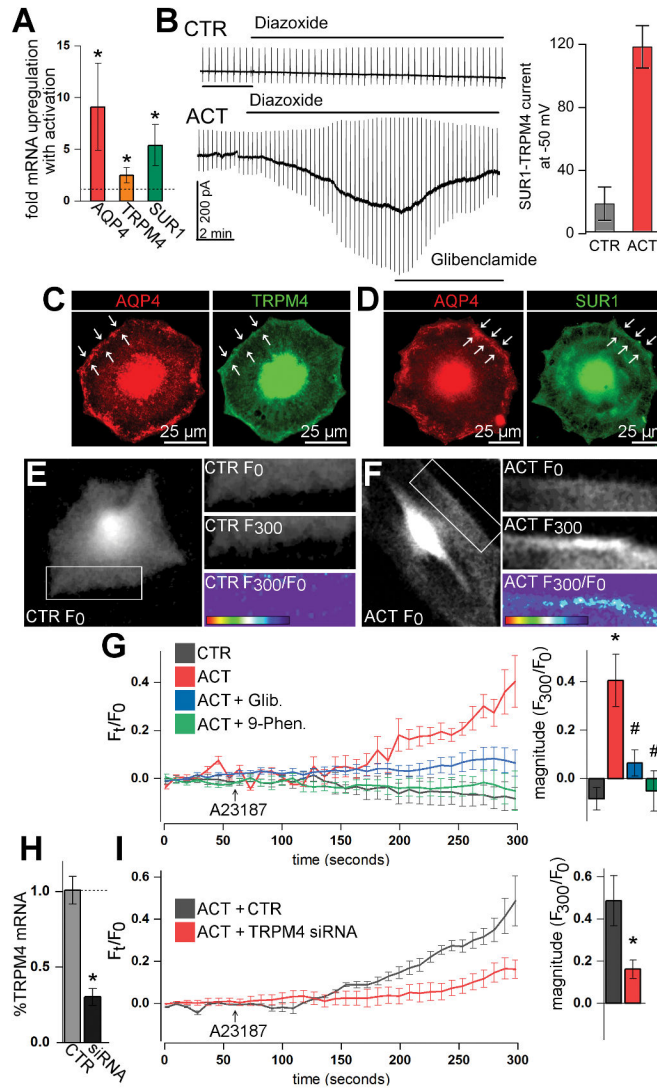 A
fold mRNA upregulation
with activation
15
10
5
0
*
*
*
AQP4
TRPM4
SUR1
B
CTR
Diazoxide
ACT
Diazoxide
200 pA
2 min
Glibenclamide
SUR1-TRPM4 current
at -50 mV
120
80
40
0
CTR
ACT
C
AQP4
TRPM4
25 µm
25 µm
D
AQP4
SUR1
25 µm
25 µm
E
CTR F0
CTR F0
CTR F300
CTR F300/F0
F
ACT F0
ACT F0
ACT F300
ACT F300/F0
G
CTR
ACT
ACT + Glib.
ACT + 9-Phen.
Ft/F0
0.4
0.2
0.0
A23187
0
50
100
150
200
250
300
time (seconds)
magnitude (F300/F0)
0.4
0.2
0.0
*
#
#
H
%TRPM4 mRNA
1.0
0.5
0.0
*
CTR
siRNA
I
ACT + CTR
ACT + TRPM4 siRNA
Ft/F0
0.6
0.4
0.2
0.0
A23187
0
50
100
150
200
250
300
time (seconds)
magnitude (F300/F0)
0.6
0.4
0.2
0.0
*